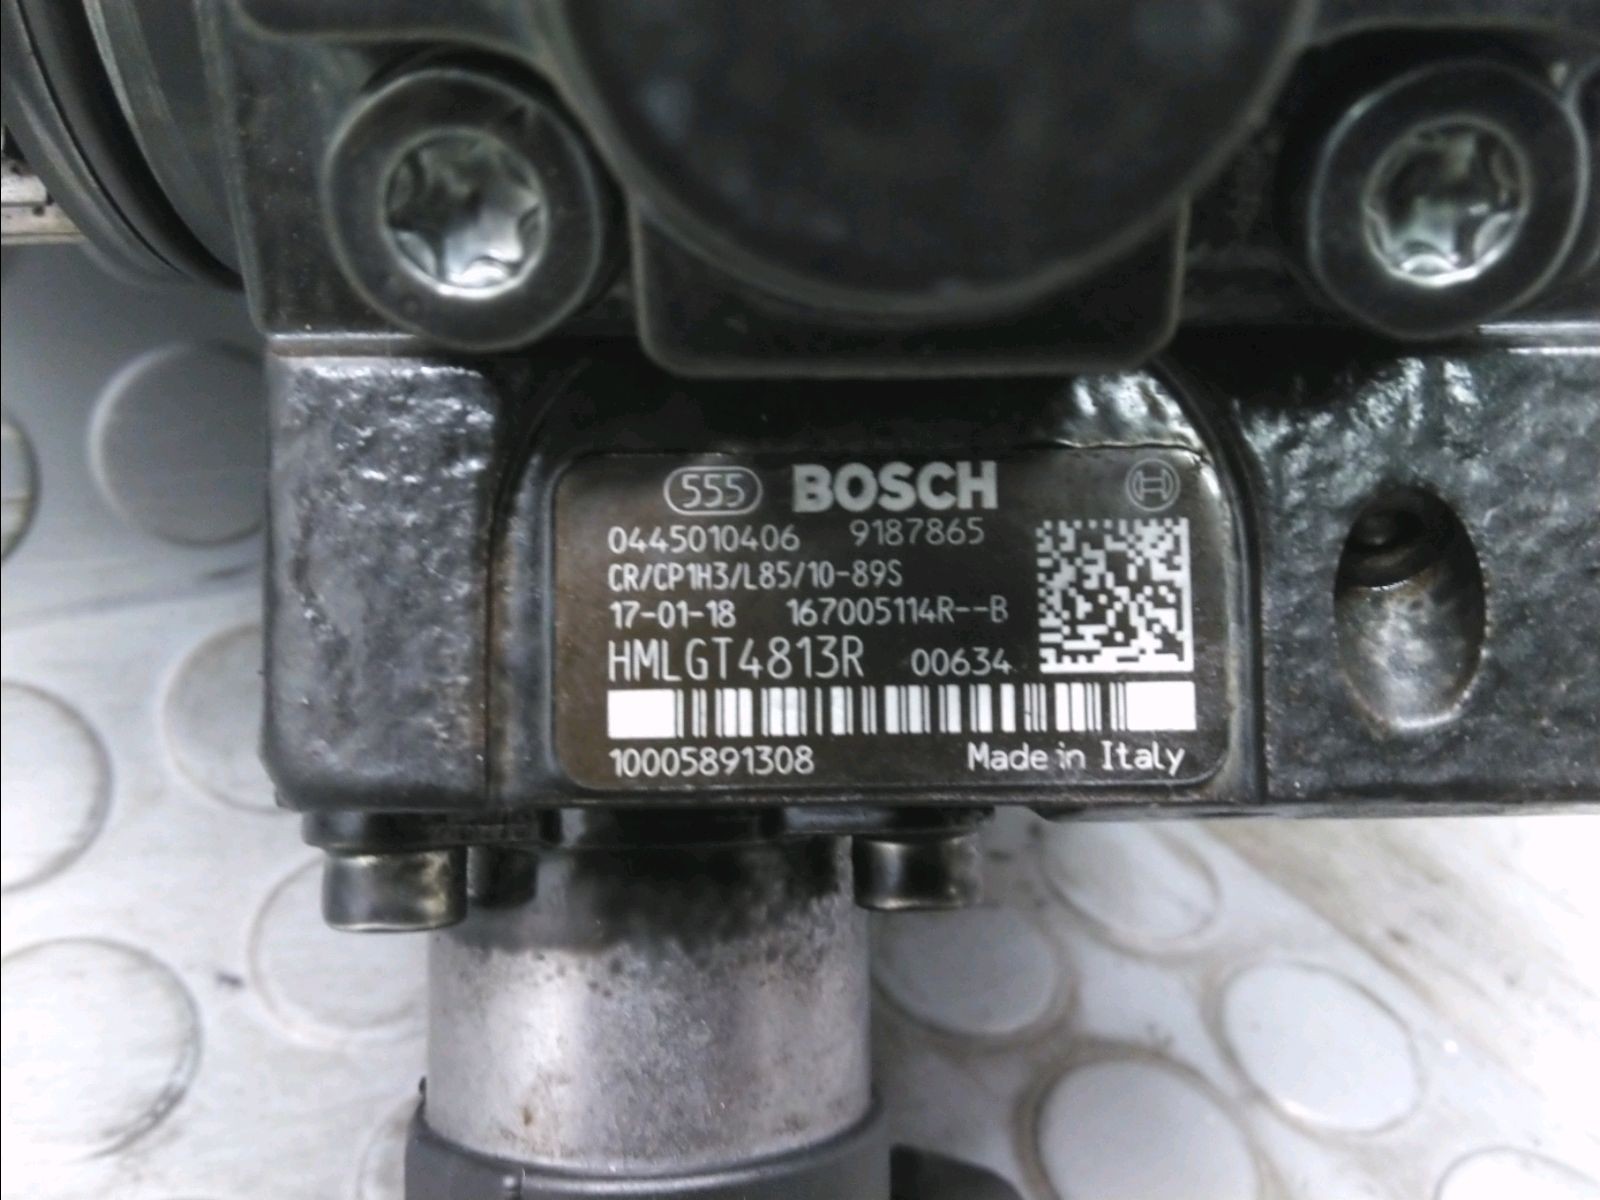 555 BOSCH
0445010406 9187865
CR/CP1H3/L85/10-89S
17-01-18 167005114R--B
HMLGT4813R 00634
10005891308 Made in Italy